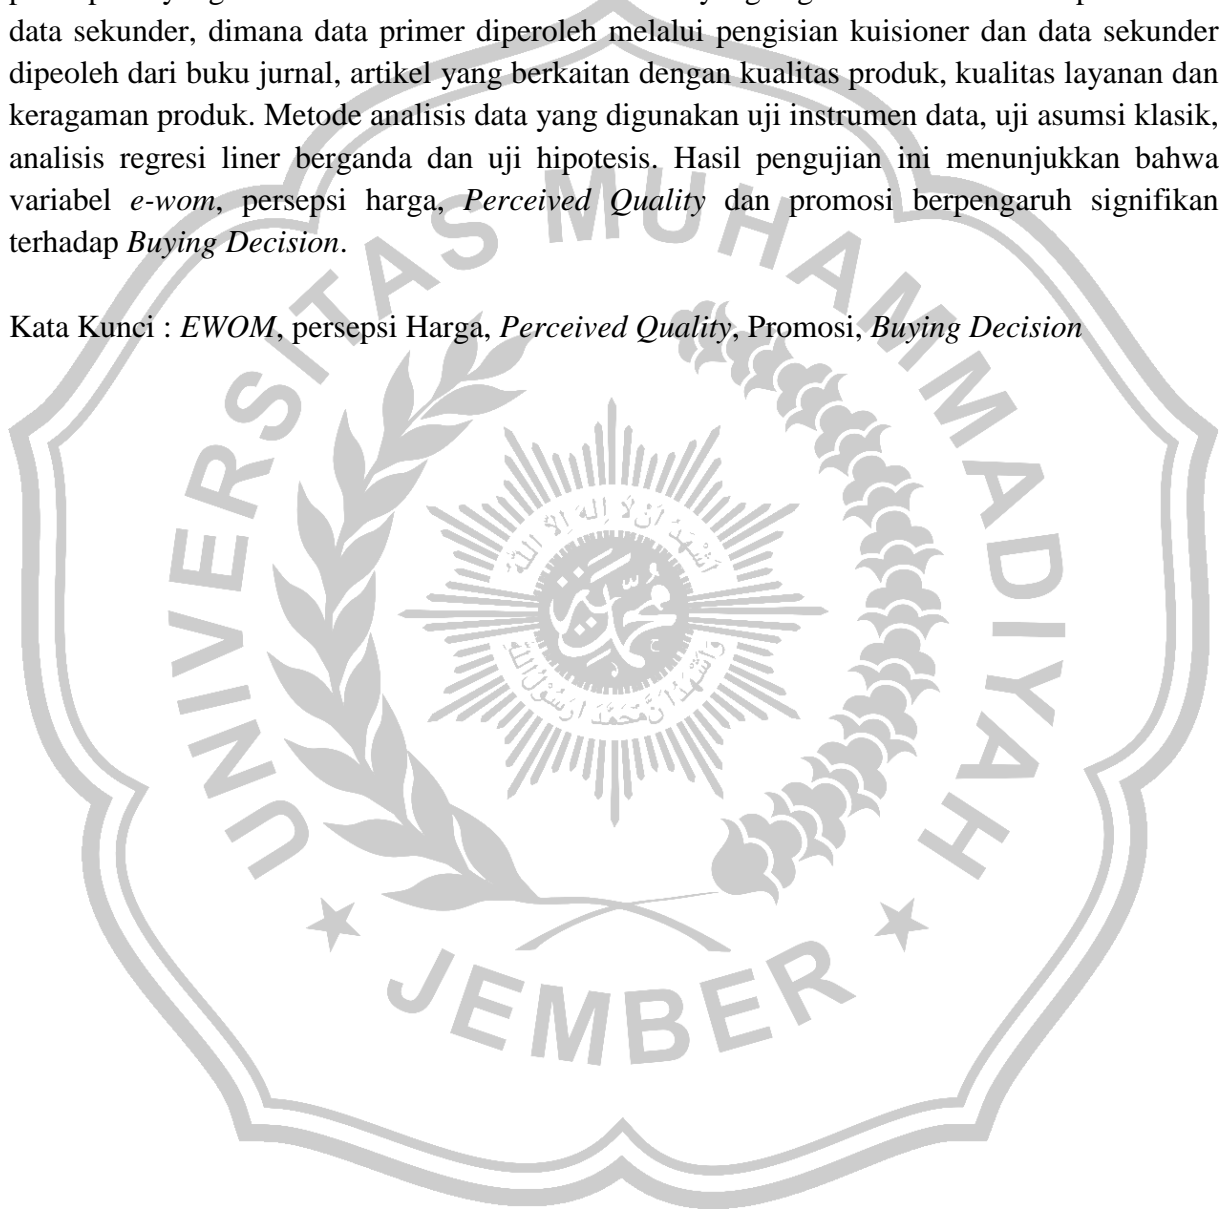 data sekunder, dimana data primer diperoleh melalui pengisian kuisioner dan data sekunder
dipeoleh dari buku jurnal, artikel yang berkaitan dengan kualitas produk, kualitas layanan dan
keragaman produk. Metode analisis data yang digunakan uji instrumen data, uji asumsi klasik,
analisis regresi liner berganda dan uji hipotesis. Hasil pengujian ini menunjukkan bahwa
variabel e-wom, persepsi harga, Perceived Quality dan promosi berpengaruh signifikan
terhadap Buying Decision.
Kata Kunci : EWOM, persepsi Harga, Perceived Quality, Promosi, Buying Decision
UNIVERSITAS MUHAMMADIYAH
JEMBER